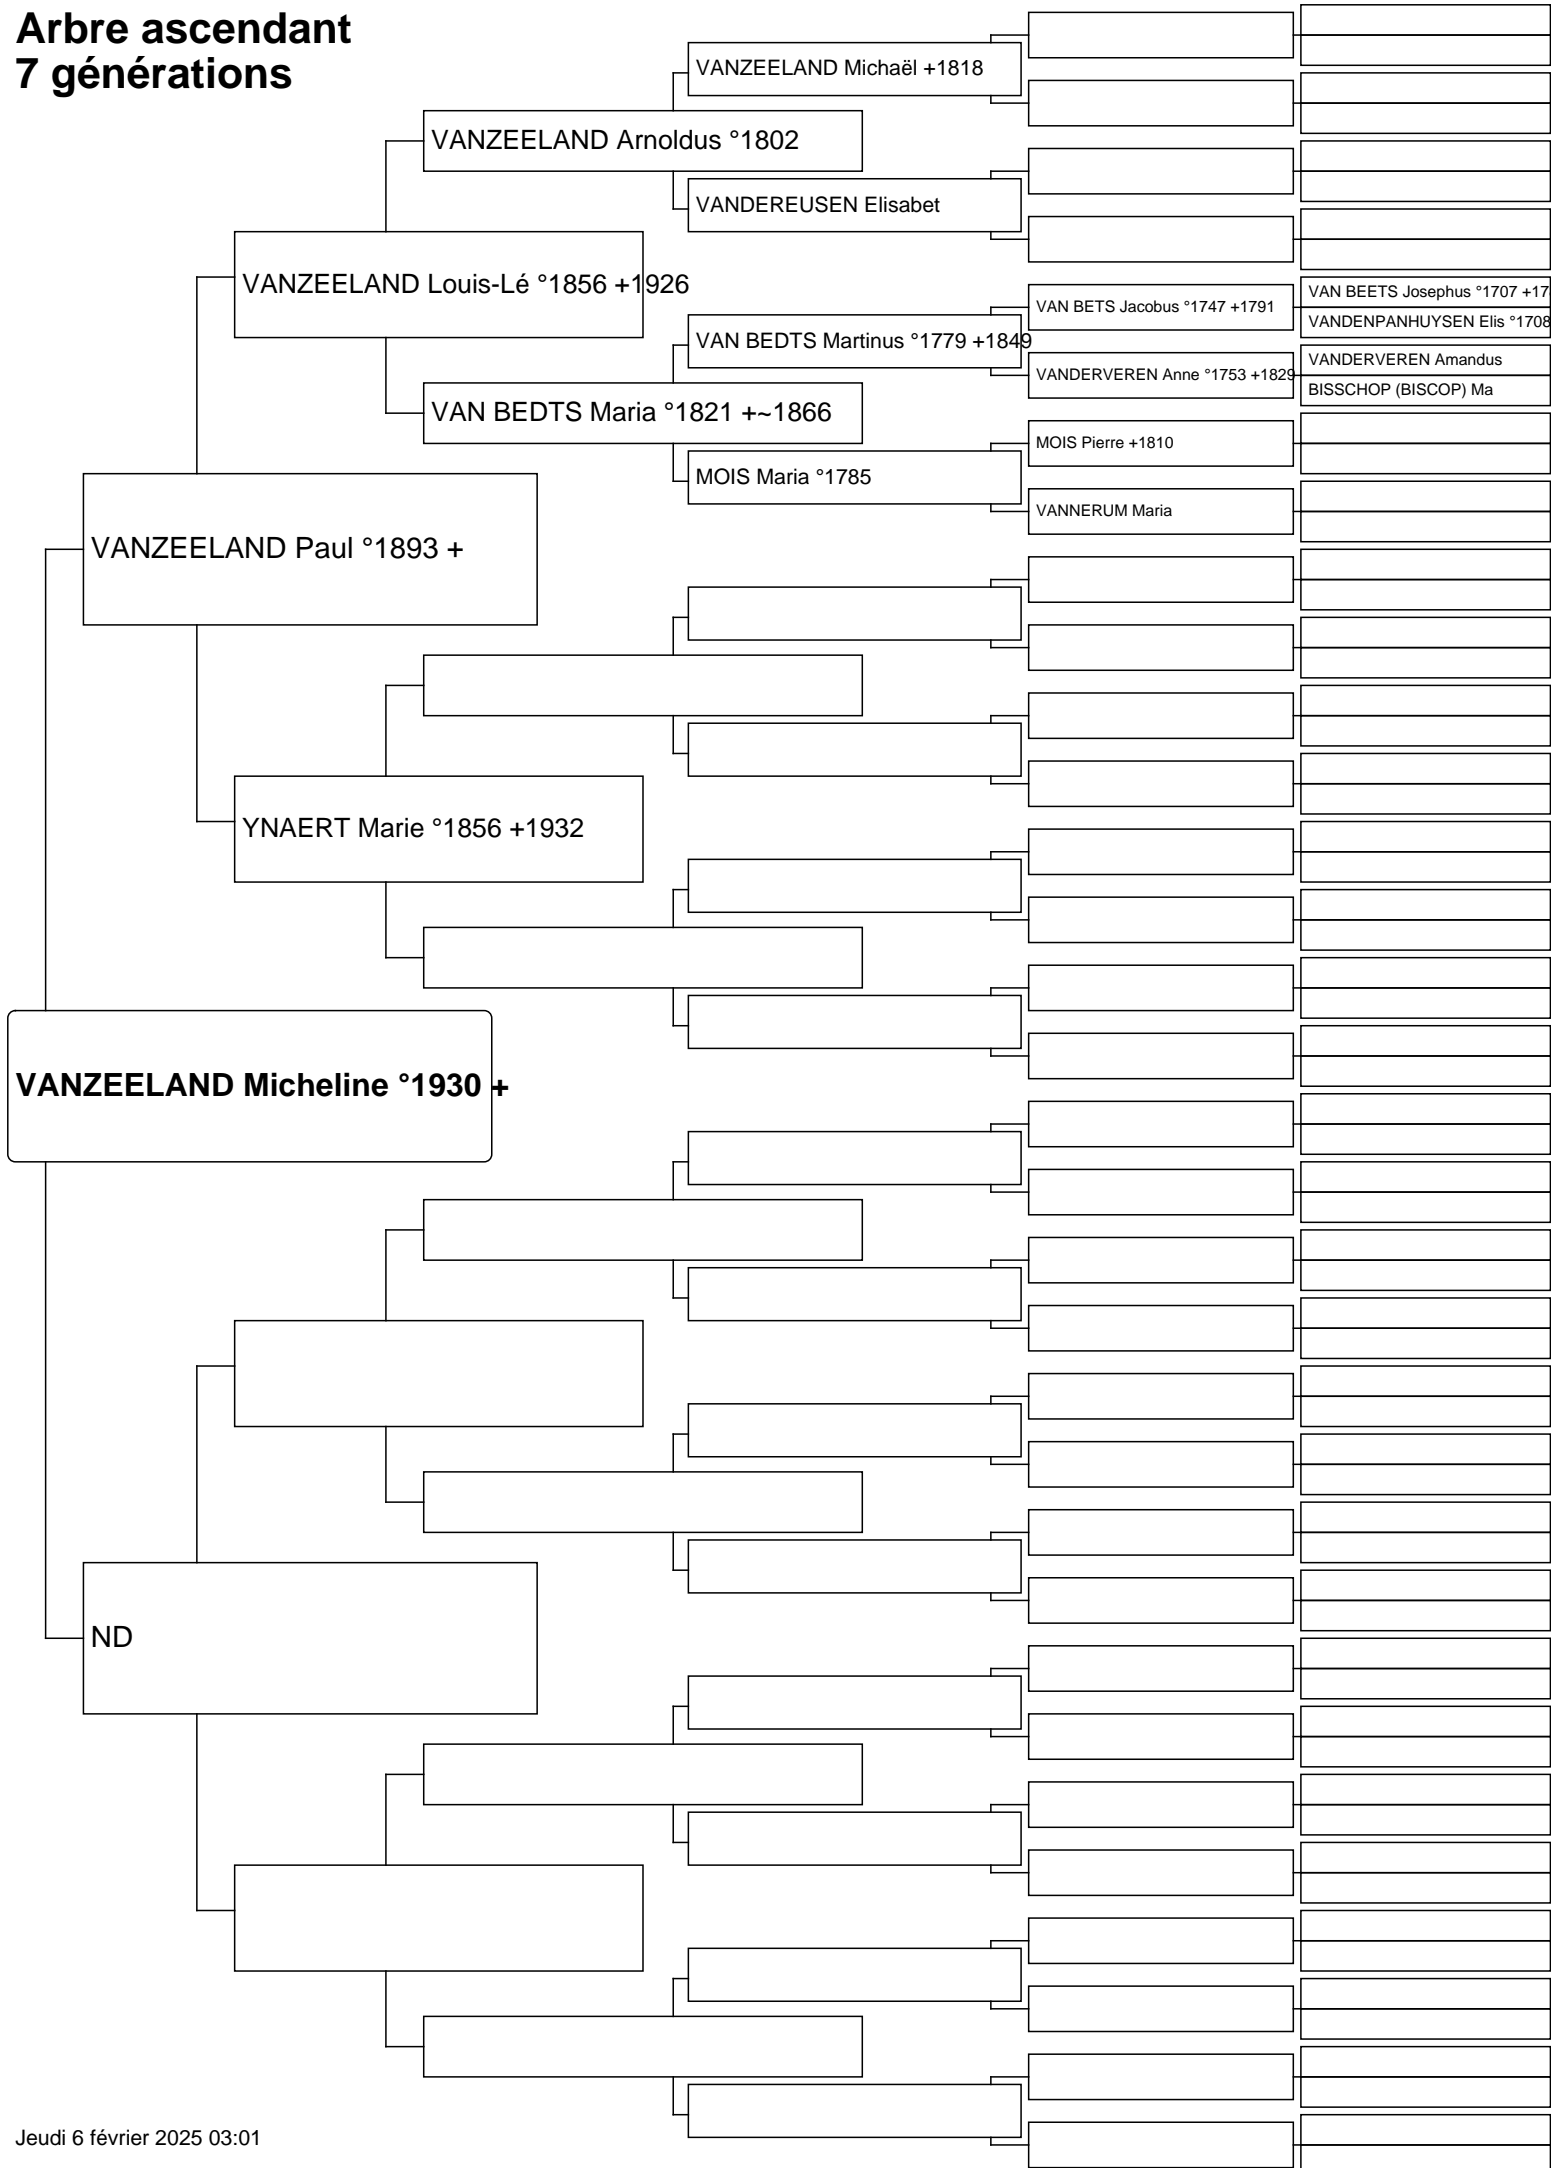 Arbre ascendant
7 générations
VANZEELAND Michaël +1818
VANZEELAND Arnoldus °1802
VANDEREUSEN Elisabet
VANZEELAND Louis-Lé °1856 +1926
VAN BEETS Josephus °1707 +17
VAN BETS Jacobus °1747 +1791
VANDENPANHUYSEN Elis °1708
VAN BEDTS Martinus °1779 +1849
VANDERVEREN Amandus
VANDERVEREN Anne °1753 +1829
BISSCHOP (BISCOP) Ma
VAN BEDTS Maria °1821 +~1866
MOIS Pierre +1810
MOIS Maria °1785
VANNERUM Maria
VANZEELAND Paul °1893 +
YNAERT Marie °1856 +1932
VANZEELAND Micheline °1930 +
ND
Jeudi 6 février 2025 03:01